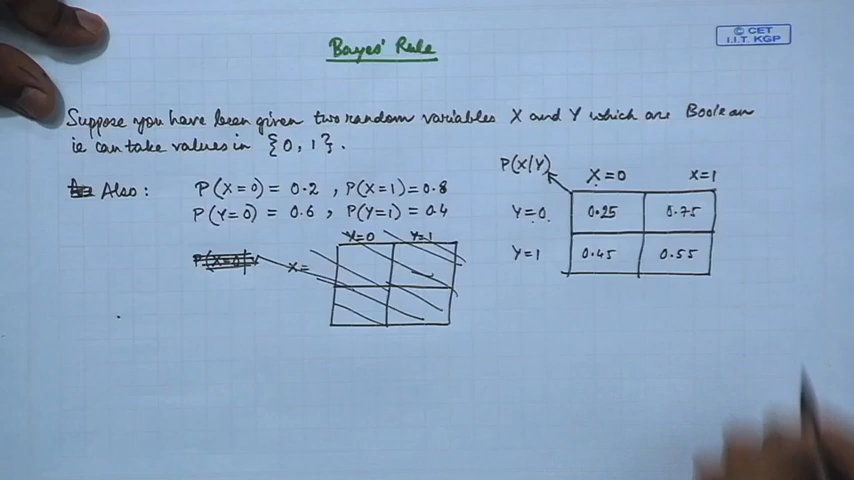 Bayes' Rule
© CET
I.I.T. KGP
Suppose you have been given two random variables X and Y which are Boolean
ie can take values in {0, 1}.
Also : P(X=0) = 0.2 , P(X=1) = 0.8
P(Y=0) = 0.6 , P(Y=1) = 0.4
Y=0 Y=1
X=
P(X/Y) X=0 X=1
Y=0 0.25 0.75
Y=1 0.45 0.55